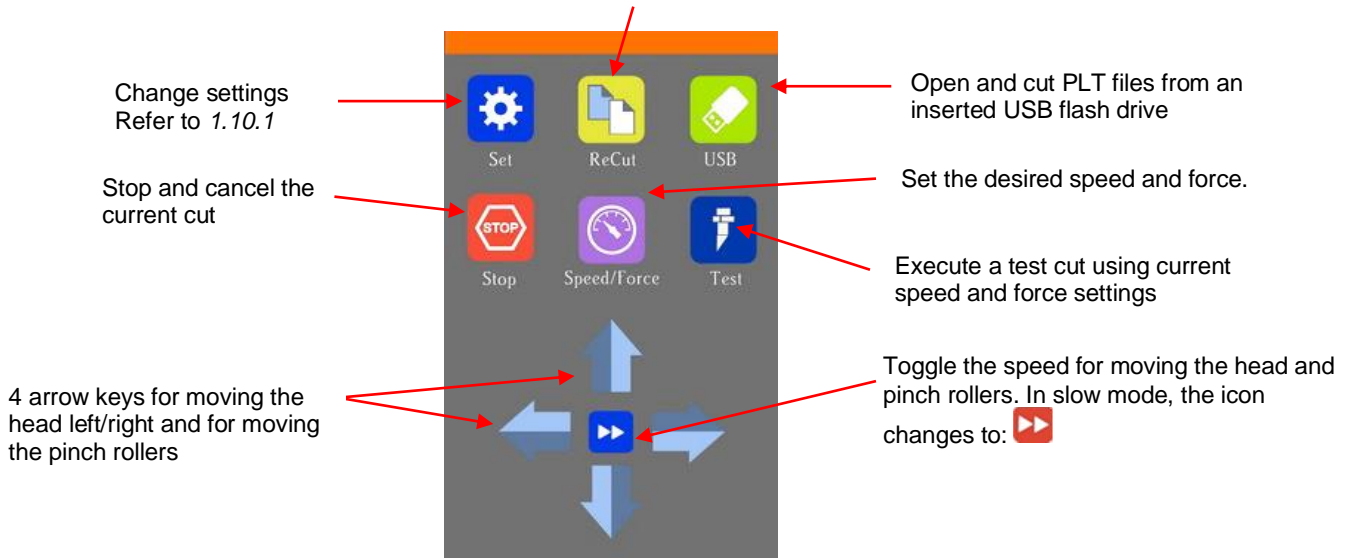 Change settings
Refer to 1.10.1
Open and cut PLT files from an
inserted USB flash drive
Set
ReCut
USB
Stop and cancel the
current cut
Set the desired speed and force.
STOP
Stop
Speed/Force
Test
Execute a test cut using current
speed and force settings
4 arrow keys for moving the
head left/right and for moving
the pinch rollers
Toggle the speed for moving the head and
pinch rollers. In slow mode, the icon
changes to: